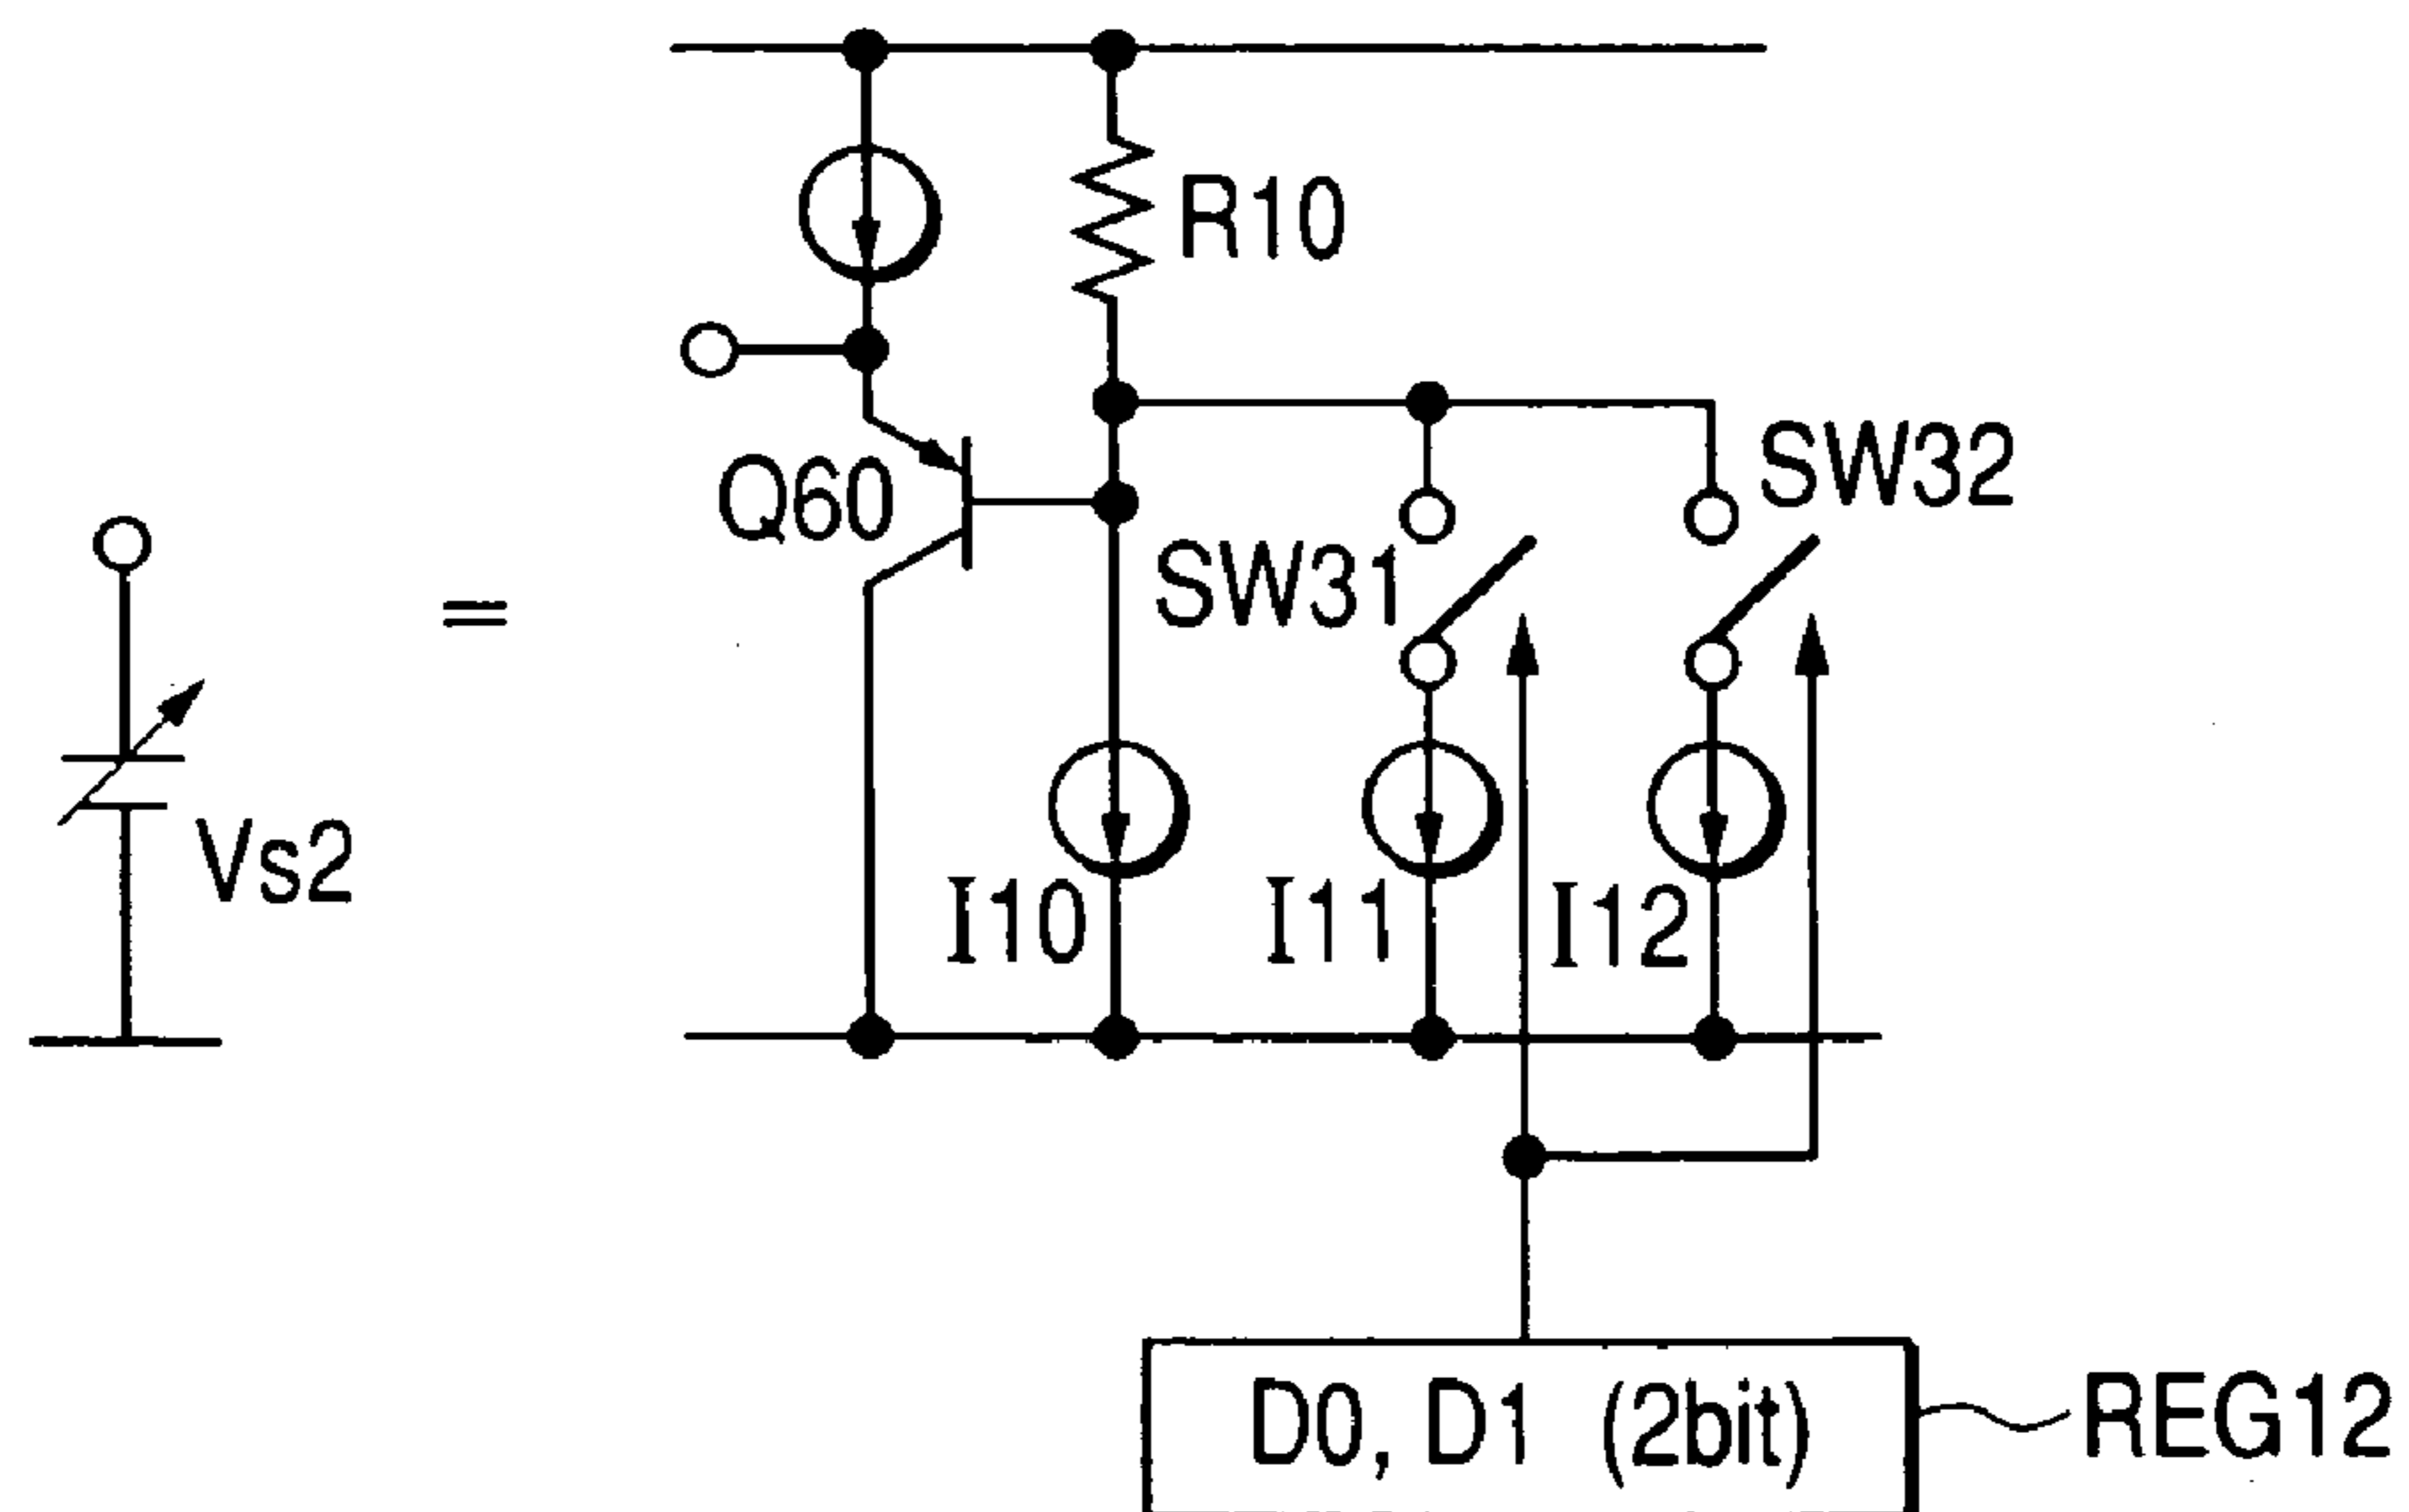 R10
SW32
Q60
SW31
Vs2
I10
I11
I12
D0, D1 (2bit)
REG12